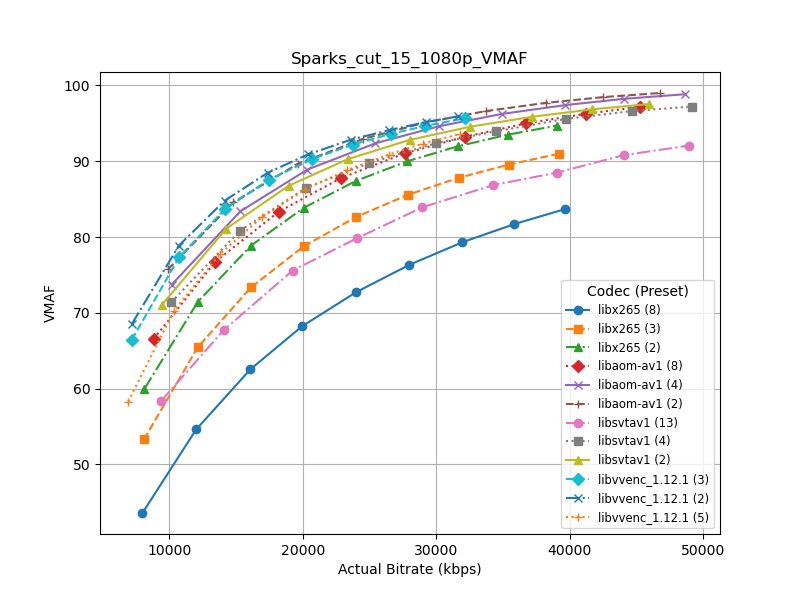 Sparks_cut_15_1080p_VMAF
100
90
80
70
60
50
VMAF
10000 20000 30000 40000 50000
Actual Bitrate (kbps)
Codec (Preset)
libx265 (8)
libx265 (3)
libx265 (2)
libaom-av1 (8)
libaom-av1 (4)
libaom-av1 (2)
libsvtav1 (13)
libsvtav1 (4)
libsvtav1 (2)
libvvenc_1.12.1 (3)
libvvenc_1.12.1 (2)
libvvenc_1.12.1 (5)